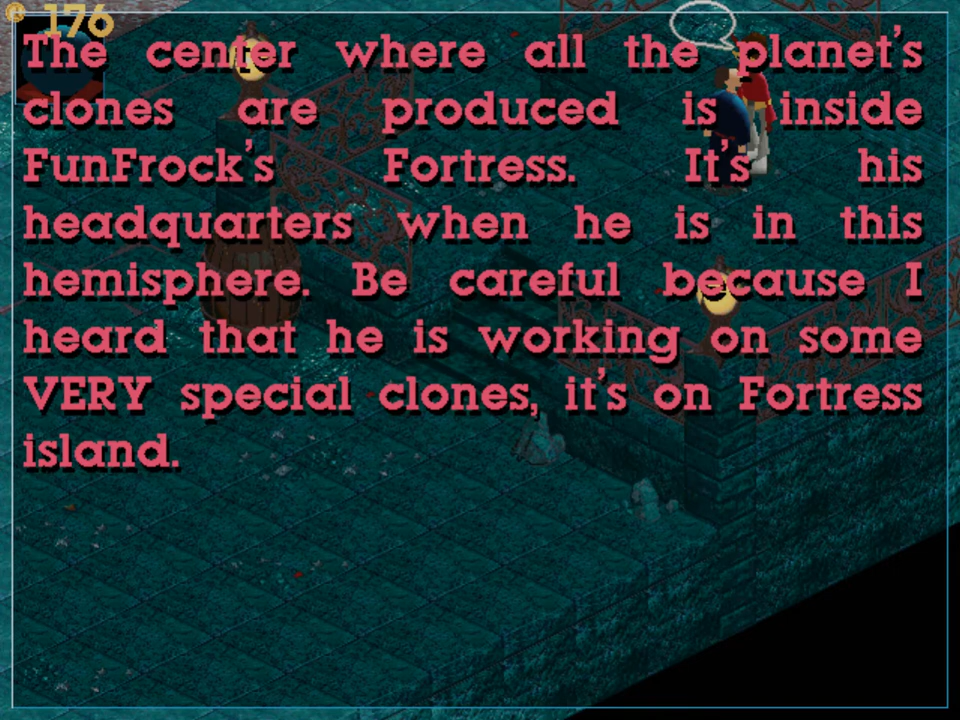 176
The center where all the planet's
clones are produced is inside
FunFrock's Fortress. It's his
headquarters when he is in this
hemisphere. Be careful because I
heard that he is working on some
VERY special clones, it's on Fortress
island.